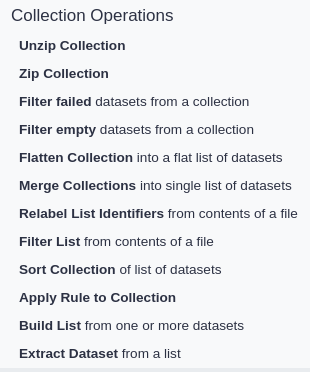 Collection Operations
Unzip Collection
Zip Collection
Filter failed datasets from a collection
Filter empty datasets from a collection
Flatten Collection into a flat list of datasets
Merge Collections into single list of datasets
Relabel List Identifiers from contents of a file
Filter List from contents of a file
Sort Collection of list of datasets
Apply Rule to Collection
Build List from one or more datasets
Extract Dataset from a list